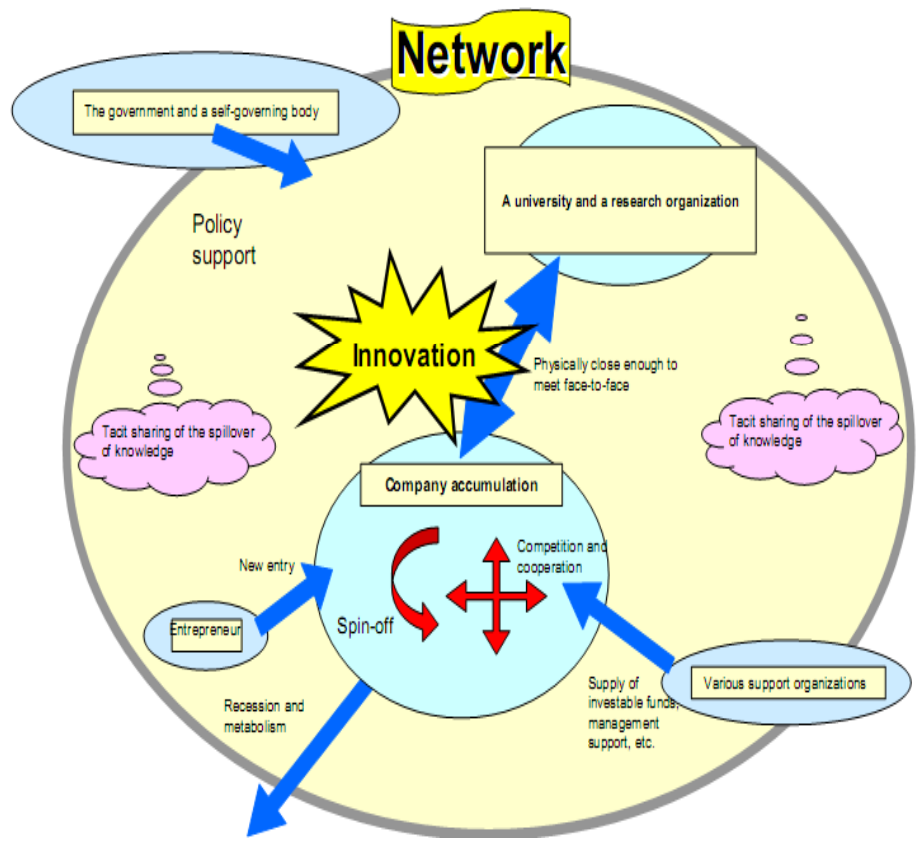 Network
The government and a self-governing body
A university and a research organization
Policy
support
Innovation
Physically close enough to
meet face-to-face
Tacit sharing of the spillover
of knowledge
Tacit sharing of the spillover
of knowledge
Company accumulation
Competition and
cooperation
New entry
Entrepreneur
Spin-off
Recession and
metabolism
Supply of
investable funds,
management
support, etc.
Various support organizations